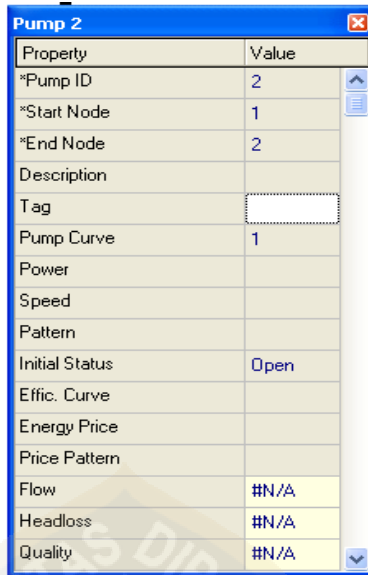 Pump 2
Property Value
*Pump ID 2
*Start Node 1
*End Node 2
Description
Tag
Pump Curve 1
Power
Speed
Pattern
Initial Status Open
Effic. Curve
Energy Price
Price Pattern
Flow #N/A
Headloss #N/A
Quality #N/A